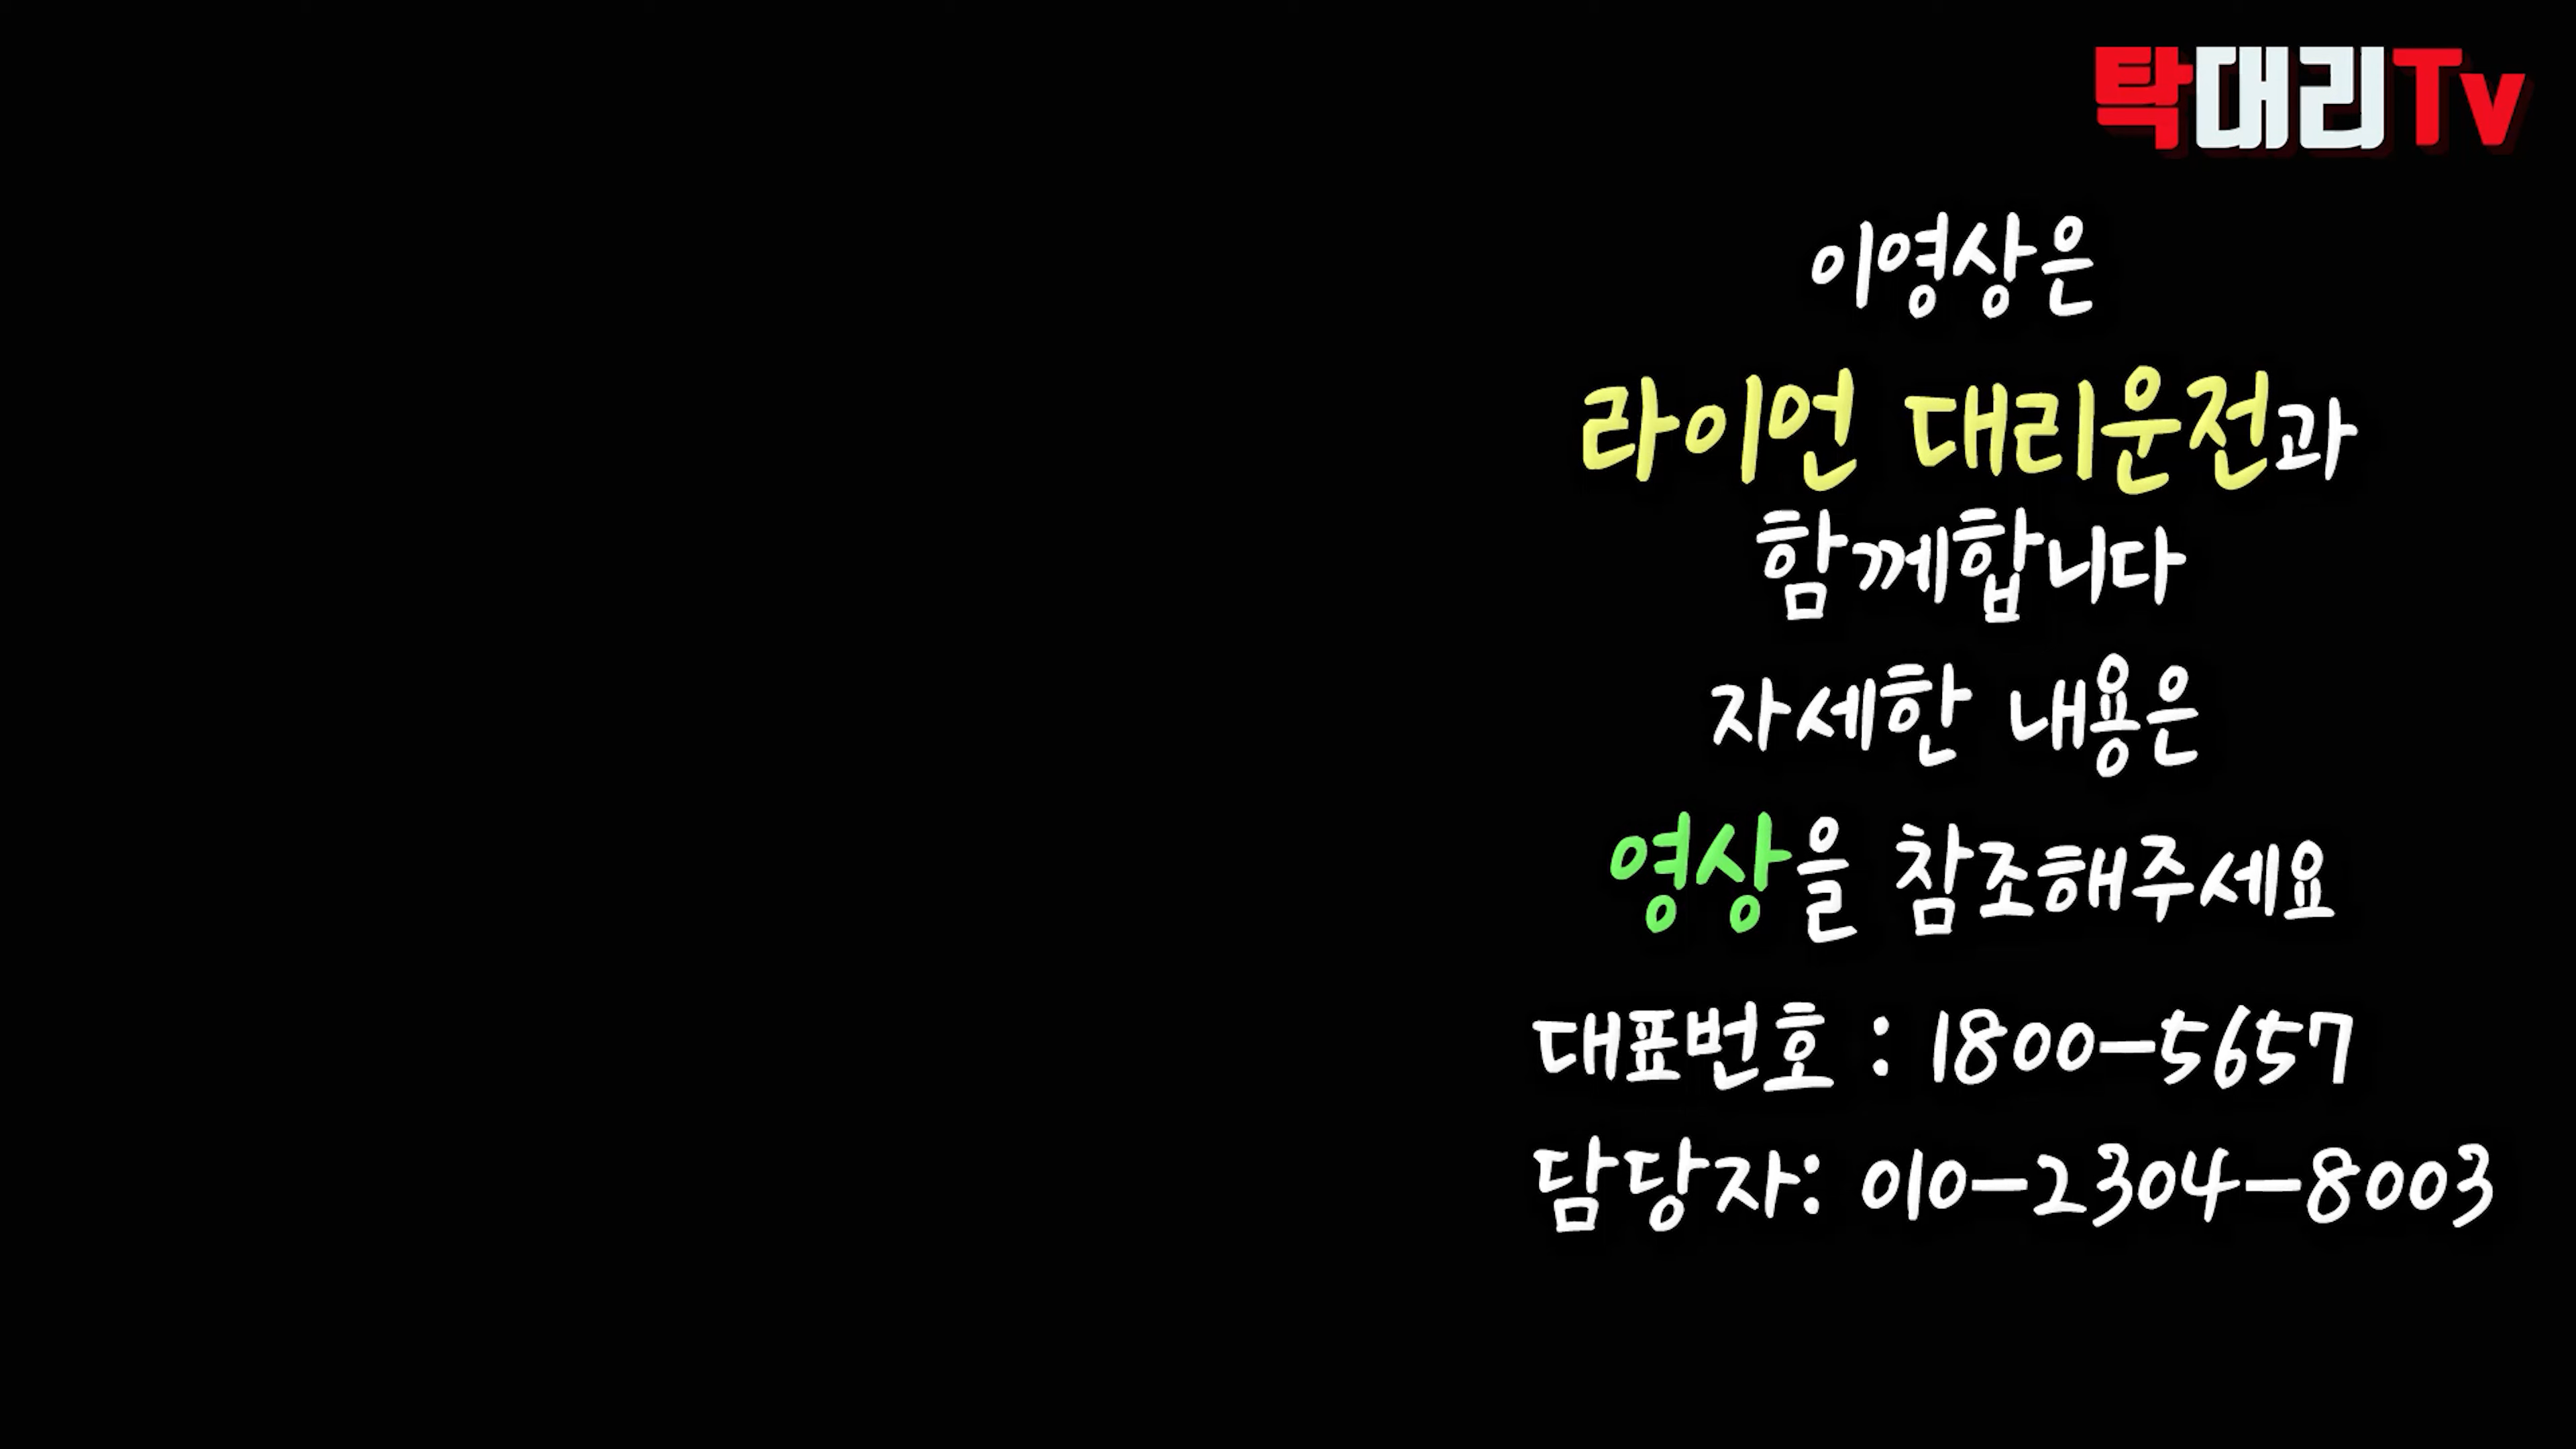 탁대리Tv
이영상은
라이언 대리운전과
함께합니다
자세한 내용은
영상을 참조해주세요
대표번호 : 1800-5657
담당자: 010-2304-8003